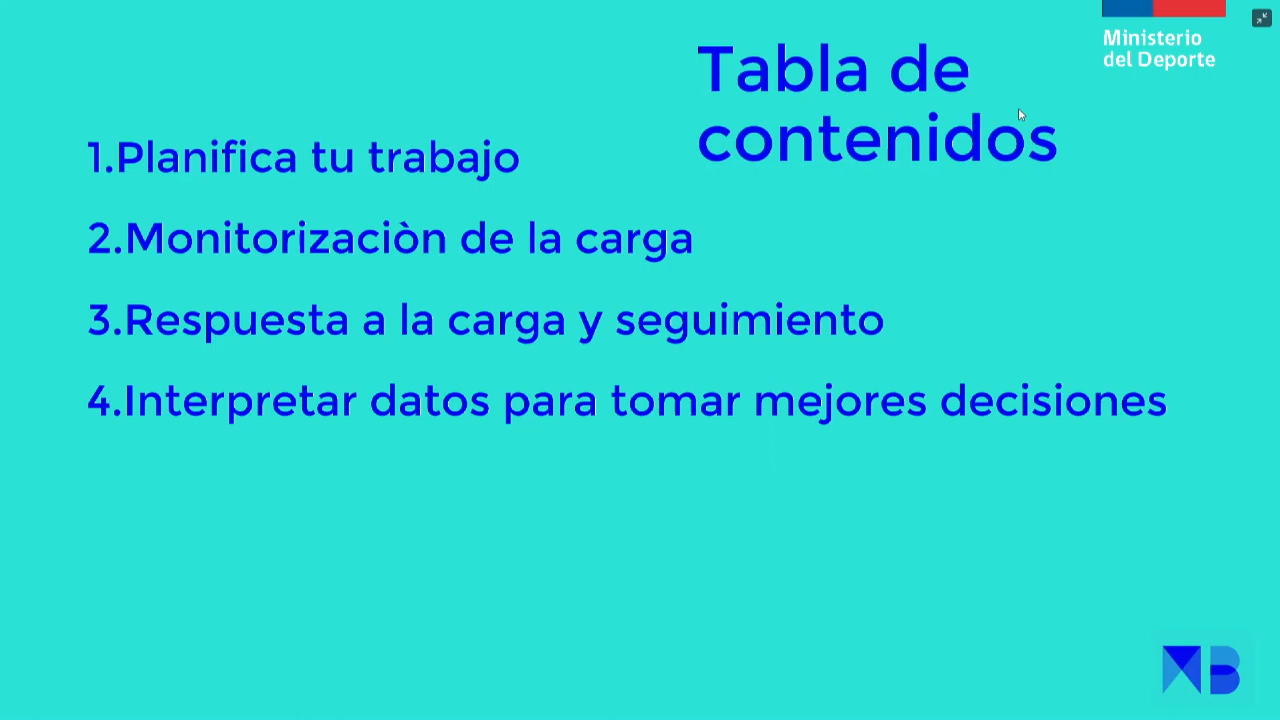 Ministerio
del Deporte
Tabla de
contenidos
1.Planifica tu trabajo
2.Monitorizaciòn de la carga
3.Respuesta a la carga y seguimiento
4.Interpretar datos para tomar mejores decisiones